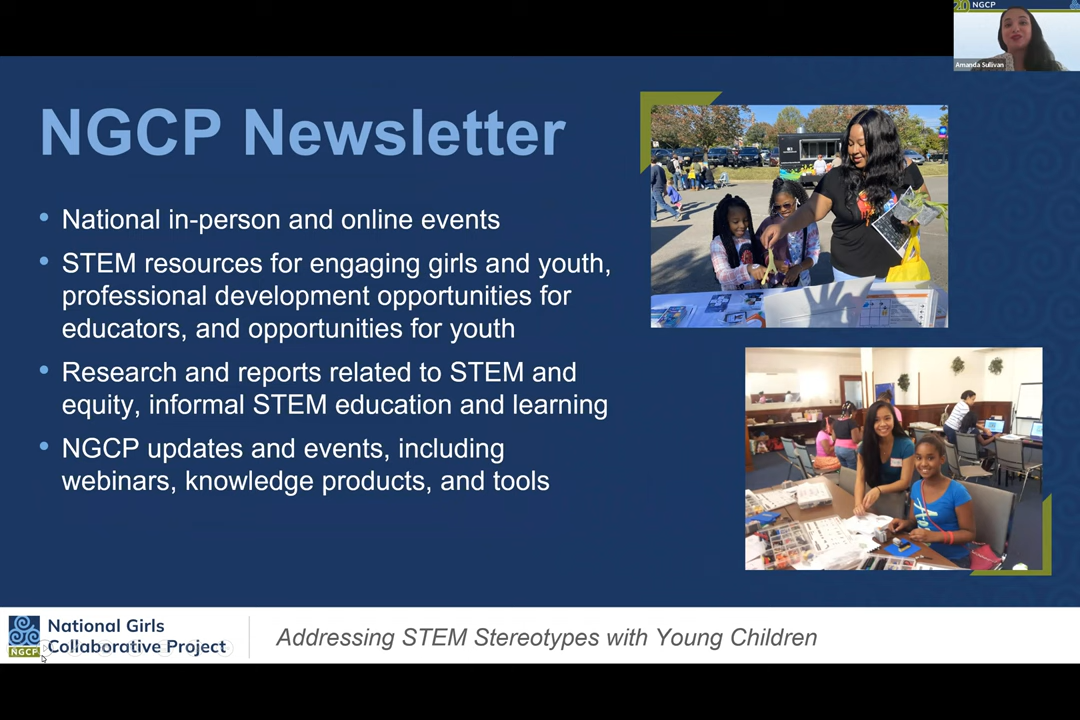 NGCP
Amanda Sullivan
NGCP Newsletter
• National in-person and online events
• STEM resources for engaging girls and youth,
professional development opportunities for
educators, and opportunities for youth
• Research and reports related to STEM and
equity, informal STEM education and learning
• NGCP updates and events, including
webinars, knowledge products, and tools
National Girls
Collaborative Project
NGCP
Addressing STEM Stereotypes with Young Children